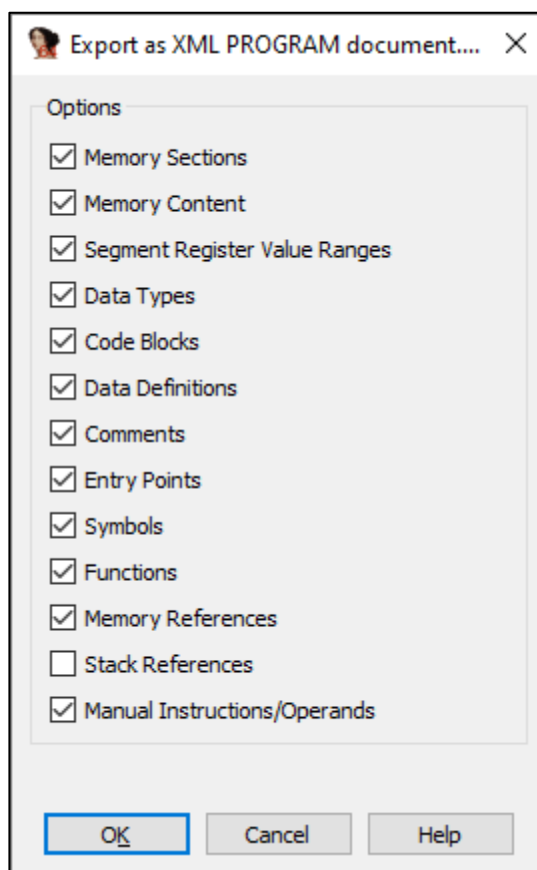 Export as XML PROGRAM document....
Options
Memory Sections
Memory Content
Segment Register Value Ranges
Data Types
Code Blocks
Data Definitions
Comments
Entry Points
Symbols
Functions
Memory References
Stack References
Manual Instructions/Operands
OK Cancel Help